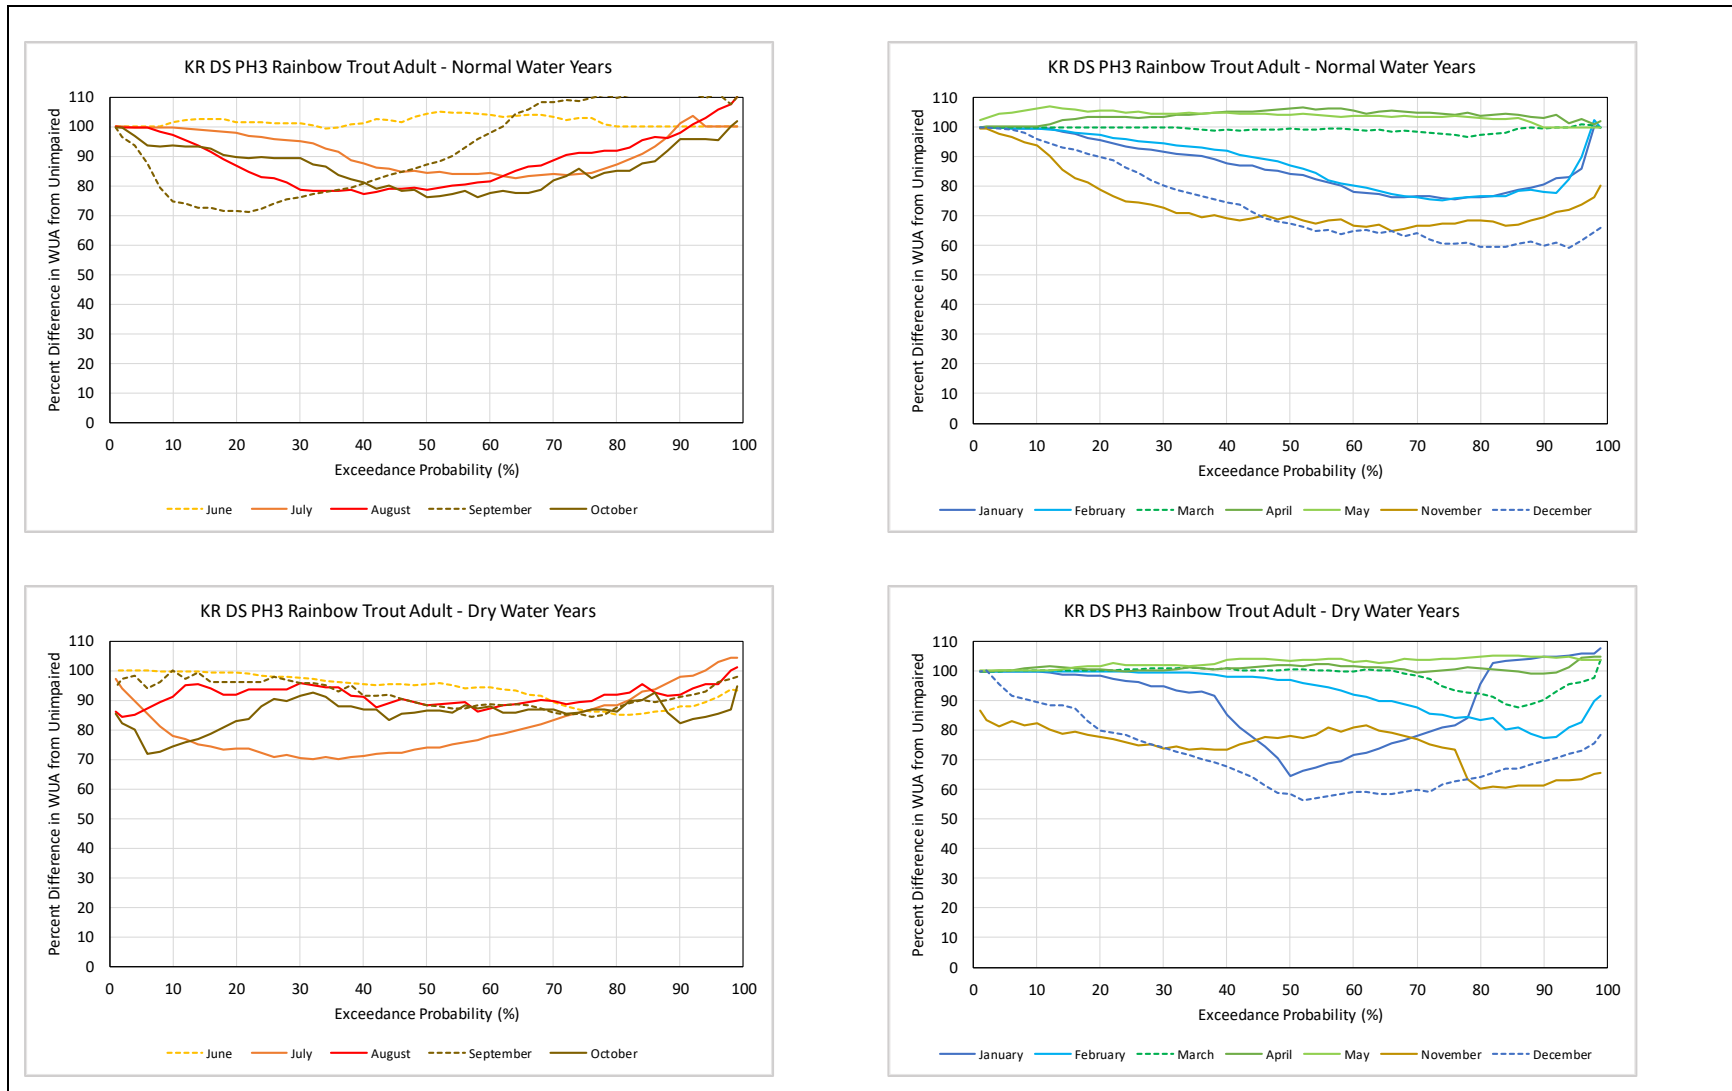 KR DS PH3 Rainbow Trout Adult - Normal Water Years
Percent Difference in WUA from Unimpaired
110
100
90
80
70
60
50
40
30
20
10
0
0 10 20 30 40 50 60 70 80 90 100
Exceedance Probability (%)
June July August September October
KR DS PH3 Rainbow Trout Adult - Normal Water Years
Percent Difference in WUA from Unimpaired
110
100
90
80
70
60
50
40
30
20
10
0
0 10 20 30 40 50 60 70 80 90 100
Exceedance Probability (%)
January February March April May November December
KR DS PH3 Rainbow Trout Adult - Dry Water Years
Percent Difference in WUA from Unimpaired
110
100
90
80
70
60
50
40
30
20
10
0
0 10 20 30 40 50 60 70 80 90 100
Exceedance Probability (%)
June July August September October
KR DS PH3 Rainbow Trout Adult - Dry Water Years
Percent Difference in WUA from Unimpaired
110
100
90
80
70
60
50
40
30
20
10
0
0 10 20 30 40 50 60 70 80 90 100
Exceedance Probability (%)
January February March April May November December